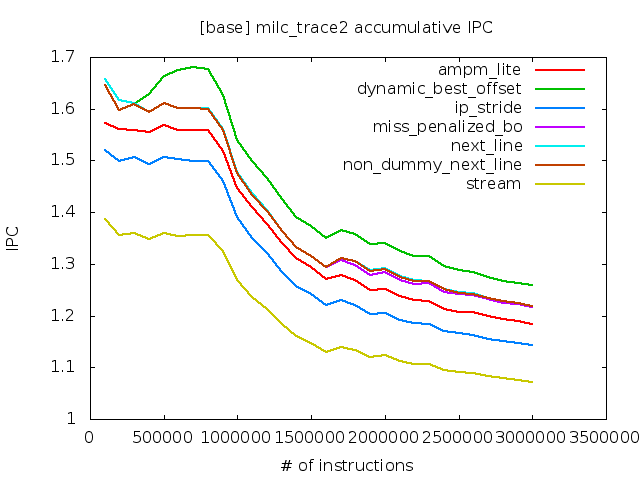 [base] milc_trace2 accumulative IPC
1.7
1.6
1.5
1.4
1.3
1.2
1.1
1
IPC
ampm_lite
dynamic_best_offset
ip_stride
miss_penalized_bo
next_line
non_dummy_next_line
stream
0 500000 1000000 1500000 2000000 2500000 3000000 3500000
# of instructions